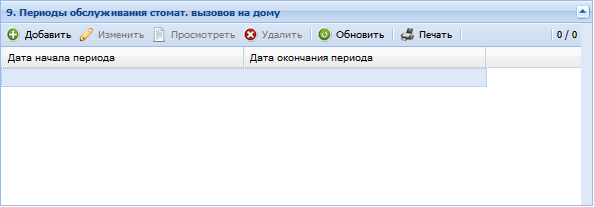 9. Периоды обслуживания стомат. вызовов на дому
Добавить Изменить Просмотреть Удалить Обновить Печать 0 / 0
Дата начала периода Дата окончания периода